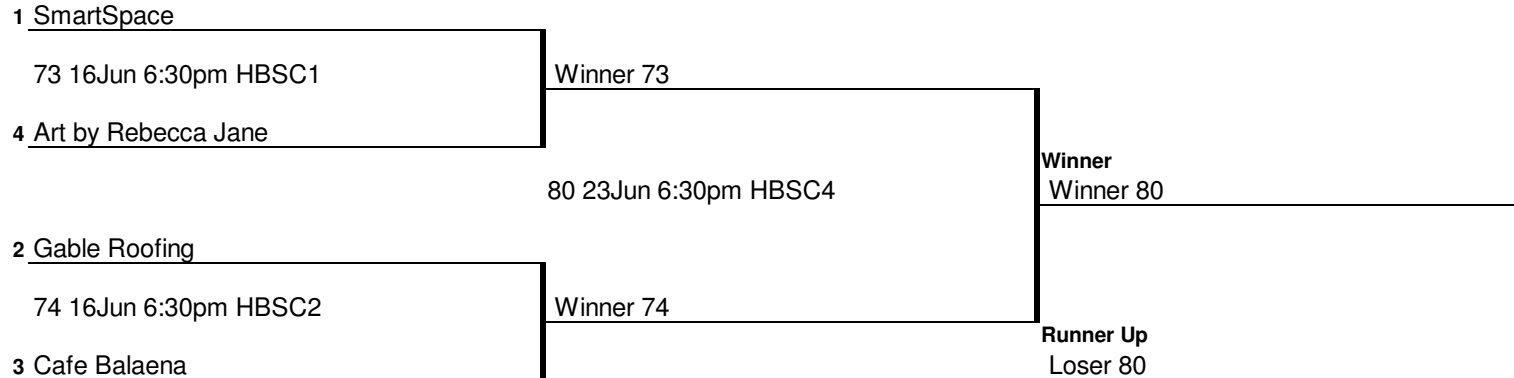 1 SmartSpace
73 16Jun 6:30pm HBSC1
Winner 73
4 Art by Rebecca Jane
Winner
80 23Jun 6:30pm HBSC4
Winner 80
2 Gable Roofing
74 16Jun 6:30pm HBSC2
Winner 74
Runner Up
3 Cafe Balaena
Loser 80